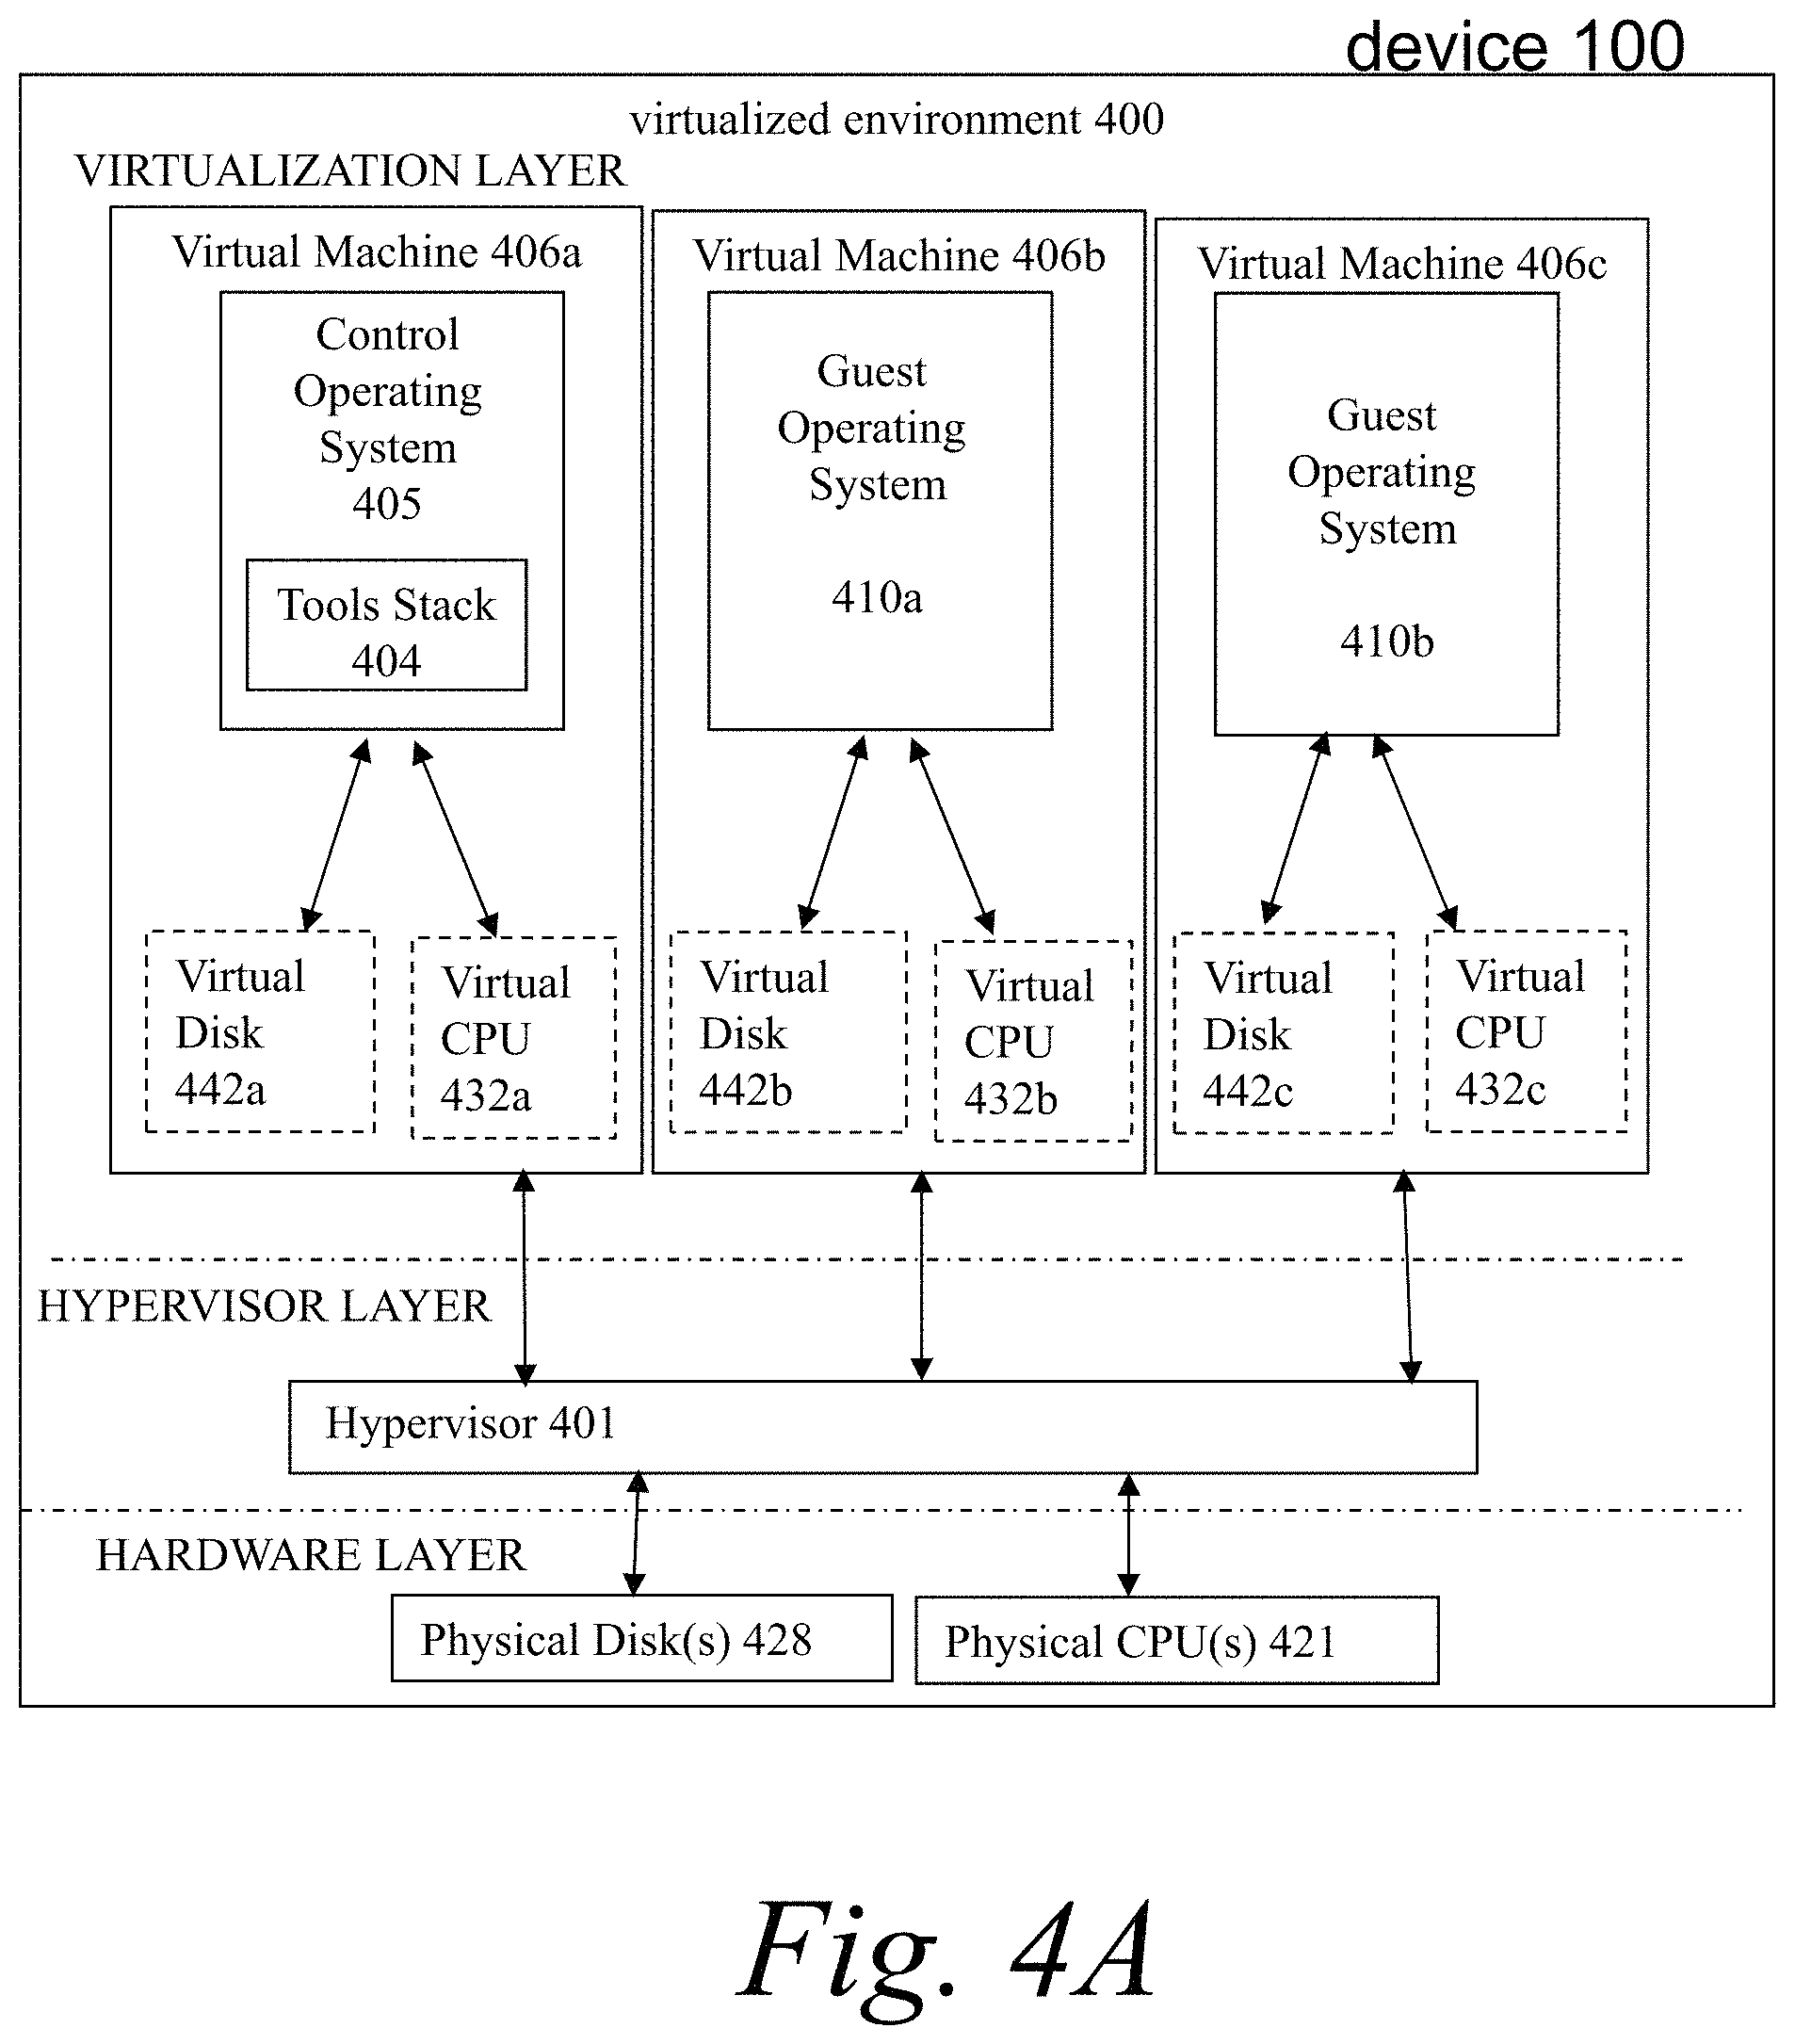 device 100
virtualized environment 400
VIRTUALIZATION LAYER
Virtual Machine 406a
Control
Operating
System
405
Tools Stack
404
Virtual
Disk
442a
Virtual
CPU
432a
Virtual Machine 406b
Guest
Operating
System
410a
Virtual
Disk
442b
Virtual
CPU
432b
Virtual Machine 406c
Guest
Operating
System
410b
Virtual
Disk
442c
Virtual
CPU
432c
HYPERVISOR LAYER
Hypervisor 401
HARDWARE LAYER
Physical Disk(s) 428
Physical CPU(s) 421
Fig. 4A